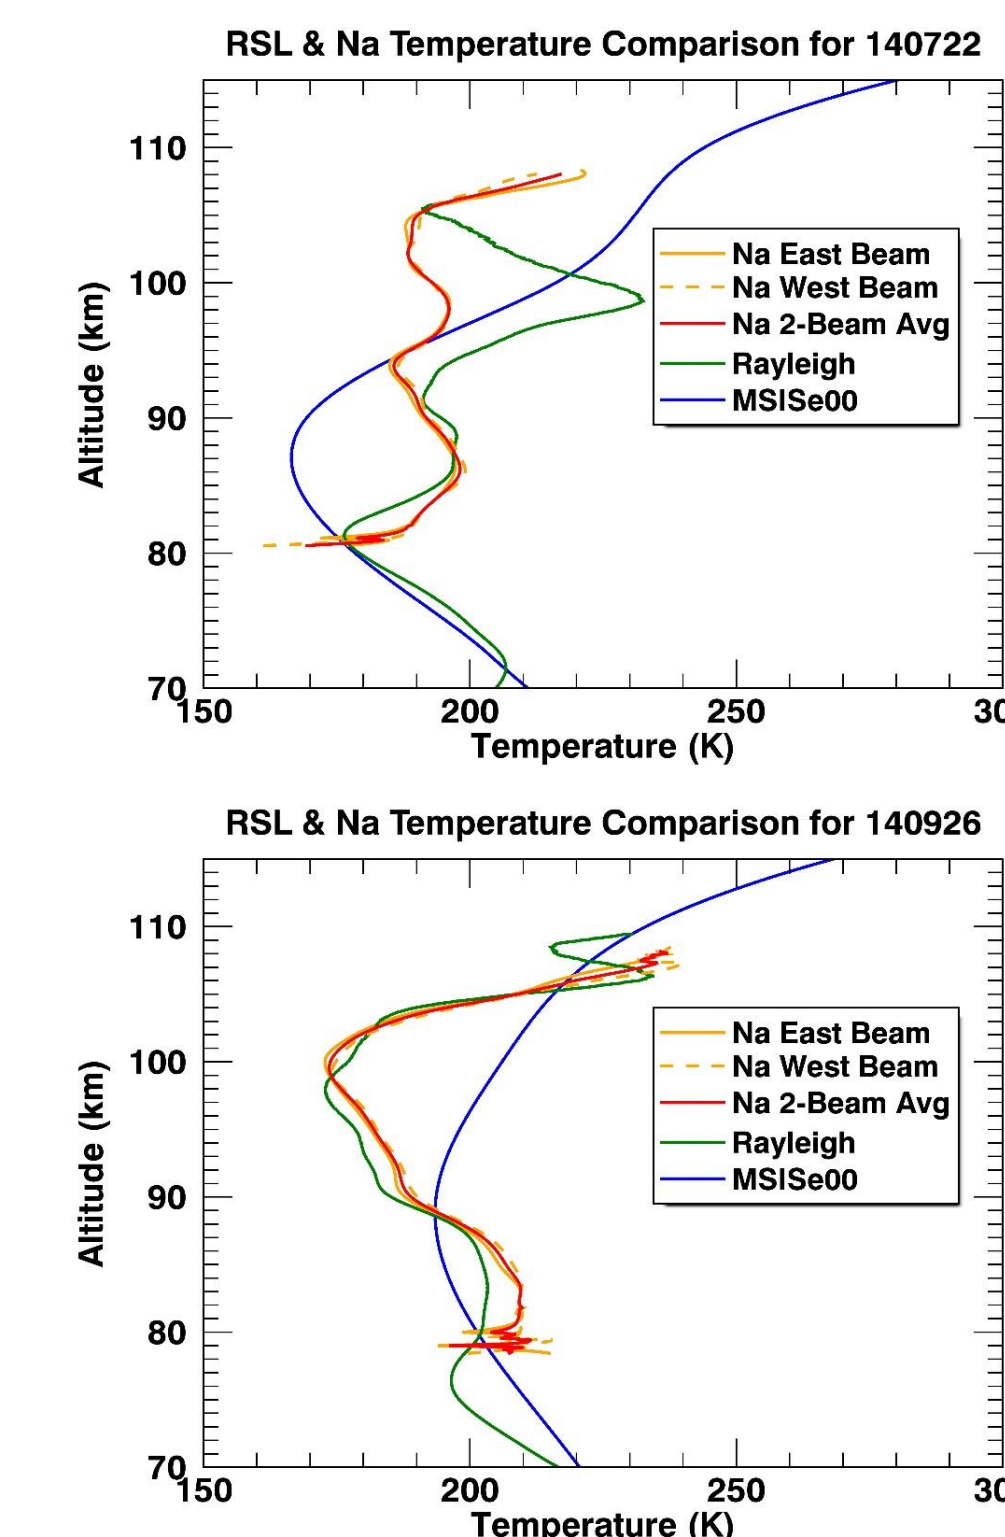 RSL & Na Temperature Comparison for 140722
110
100
90
80
70
Altitude (km)
Na East Beam
Na West Beam
Na 2-Beam Avg
Rayleigh
MSISe00
150 200 250 30
Temperature (K)
RSL & Na Temperature Comparison for 140926
110
100
90
80
70
Altitude (km)
Na East Beam
Na West Beam
Na 2-Beam Avg
Rayleigh
MSISe00
150 200 250 30
Temperature (K)